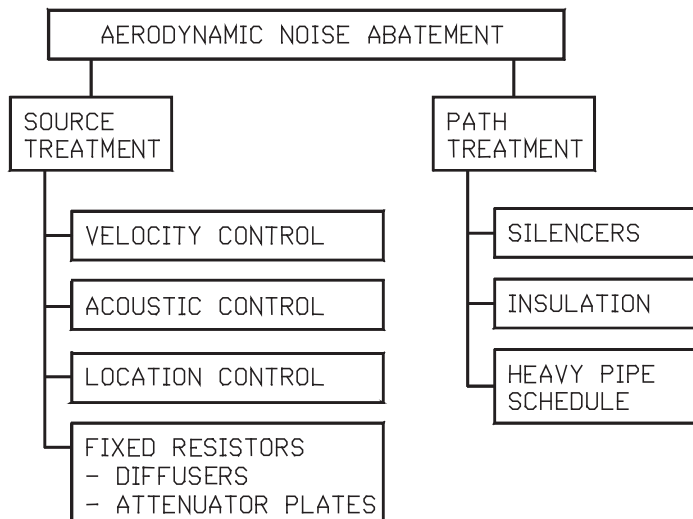 AERODYNAMIC NOISE ABATEMENT
SOURCE
TREATMENT
VELOCITY CONTROL
ACOUSTIC CONTROL
LOCATION CONTROL
FIXED RESISTORS
- DIFFUSERS
- ATTENUATOR PLATES
PATH
TREATMENT
SILENCERS
INSULATION
HEAVY PIPE
SCHEDULE